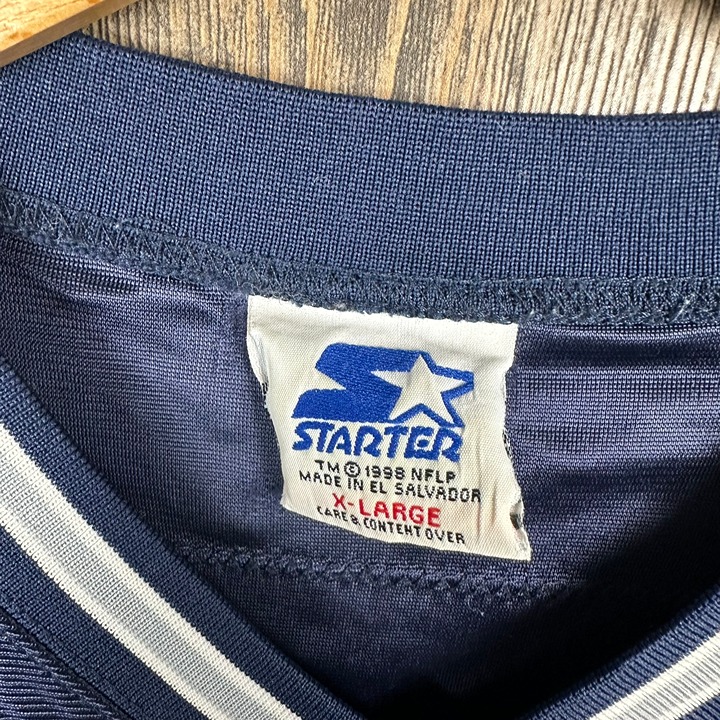 STARTER
TM © 1998 NFLP
MADE IN EL SALVADOR
X-LARGE
CARE & CONTENT OVER